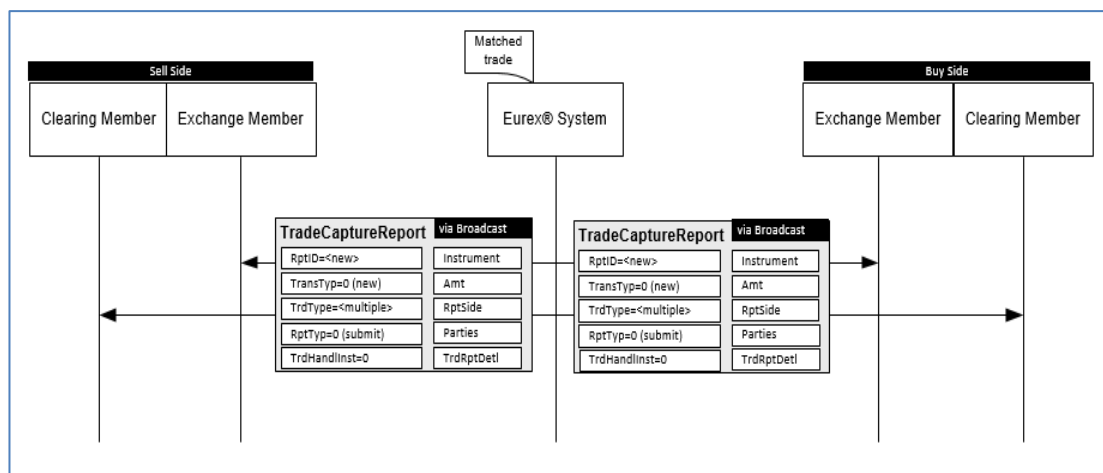 Matched
trade
Sell Side
Clearing Member
Exchange Member
Eurex® System
Buy Side
Exchange Member
Clearing Member
TradeCaptureReport
via Broadcast
RptID=<new>
Instrument
TransTyp=0 (new)
Amt
TrdType=<multiple>
RptSide
RptTyp=0 (submit)
Parties
TrdHandlInst=0
TrdRptDetl
TradeCaptureReport
via Broadcast
RptID=<new>
Instrument
TransTyp=0 (new)
Amt
TrdType=<multiple>
RptSide
RptTyp=0 (submit)
Parties
TrdHandlInst=0
TrdRptDetl